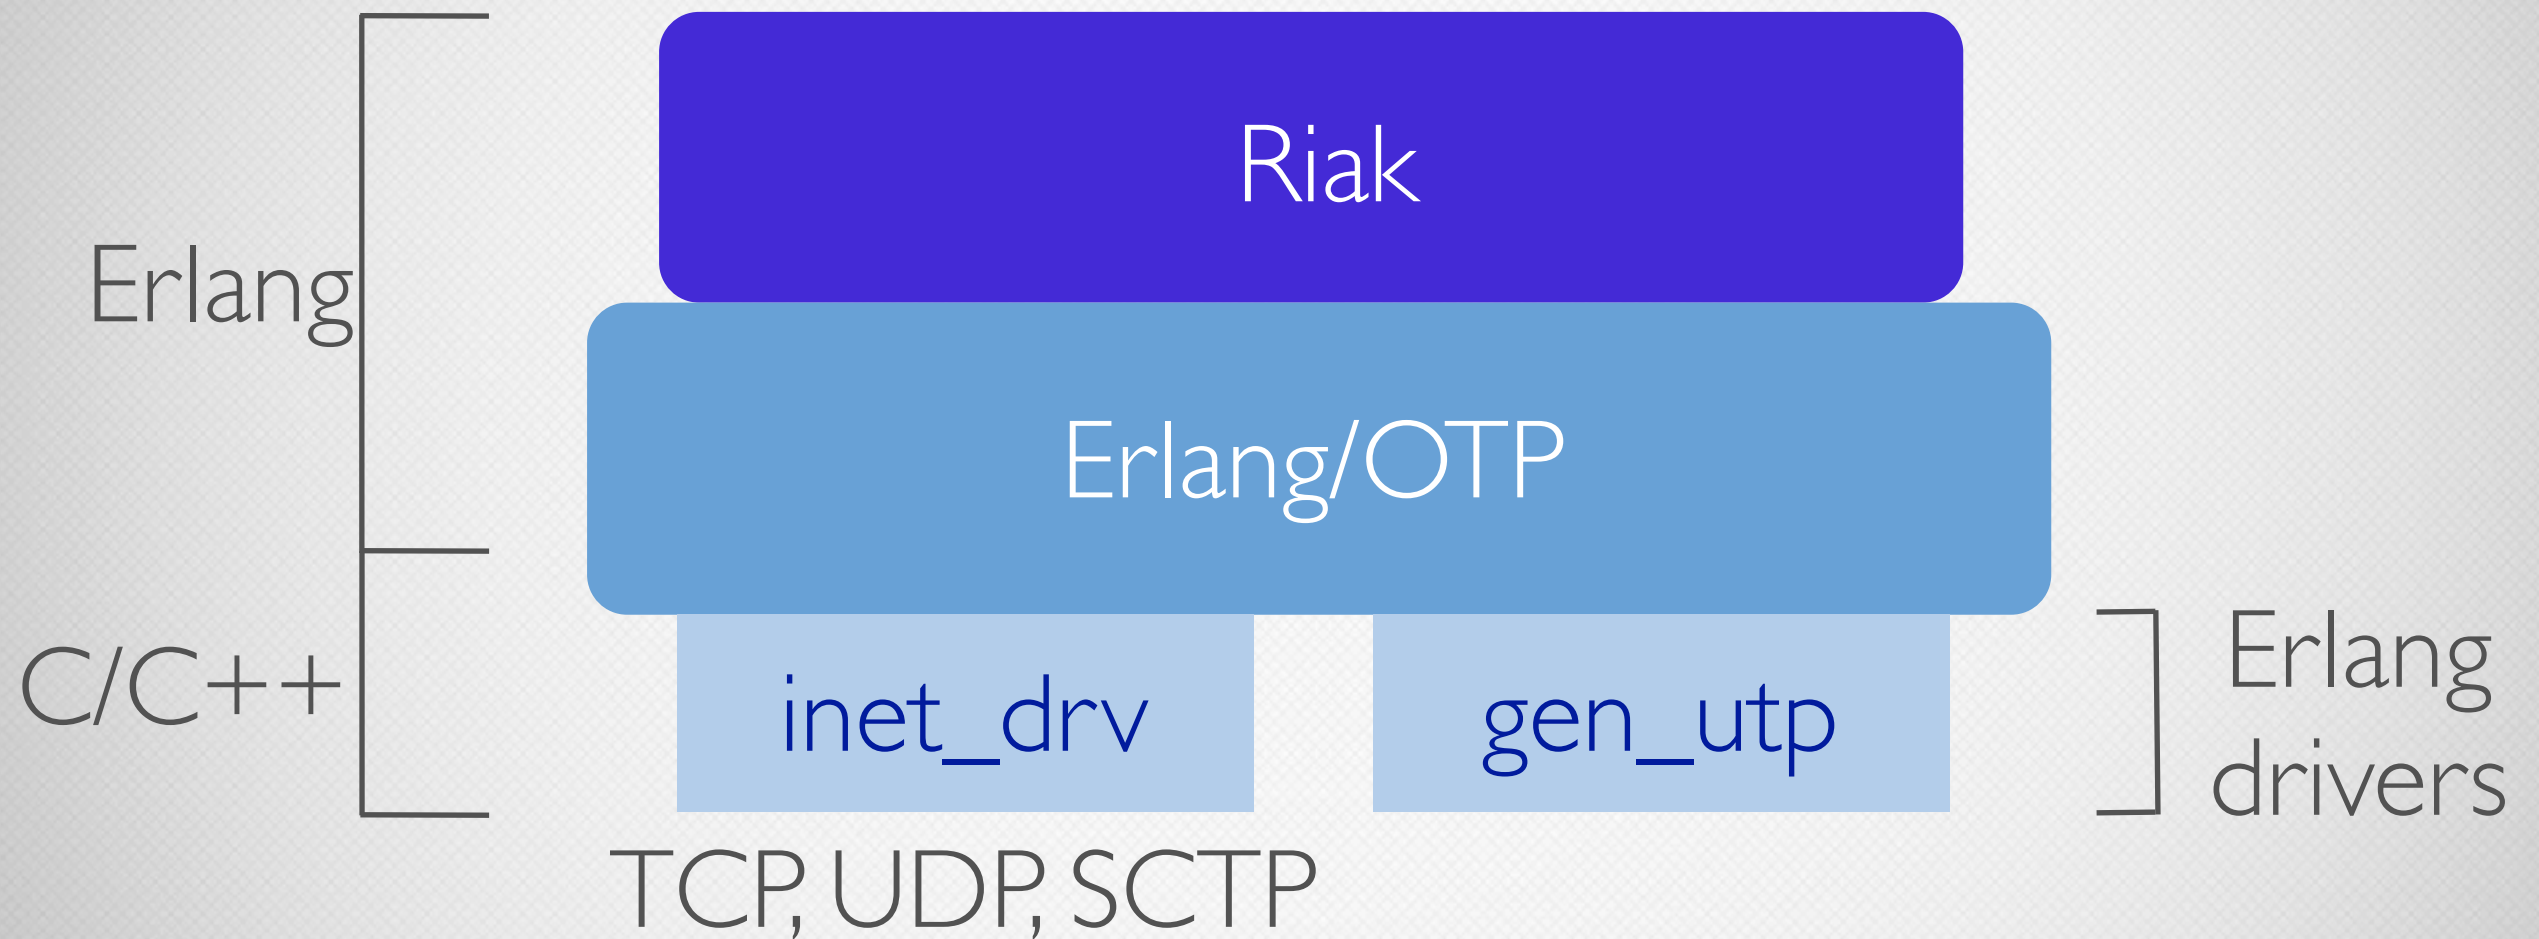 Riak
Erlang
Erlang/OTP
C/C++
inet_drv
gen_utp
Erlang
drivers
TCP, UDP, SCTP